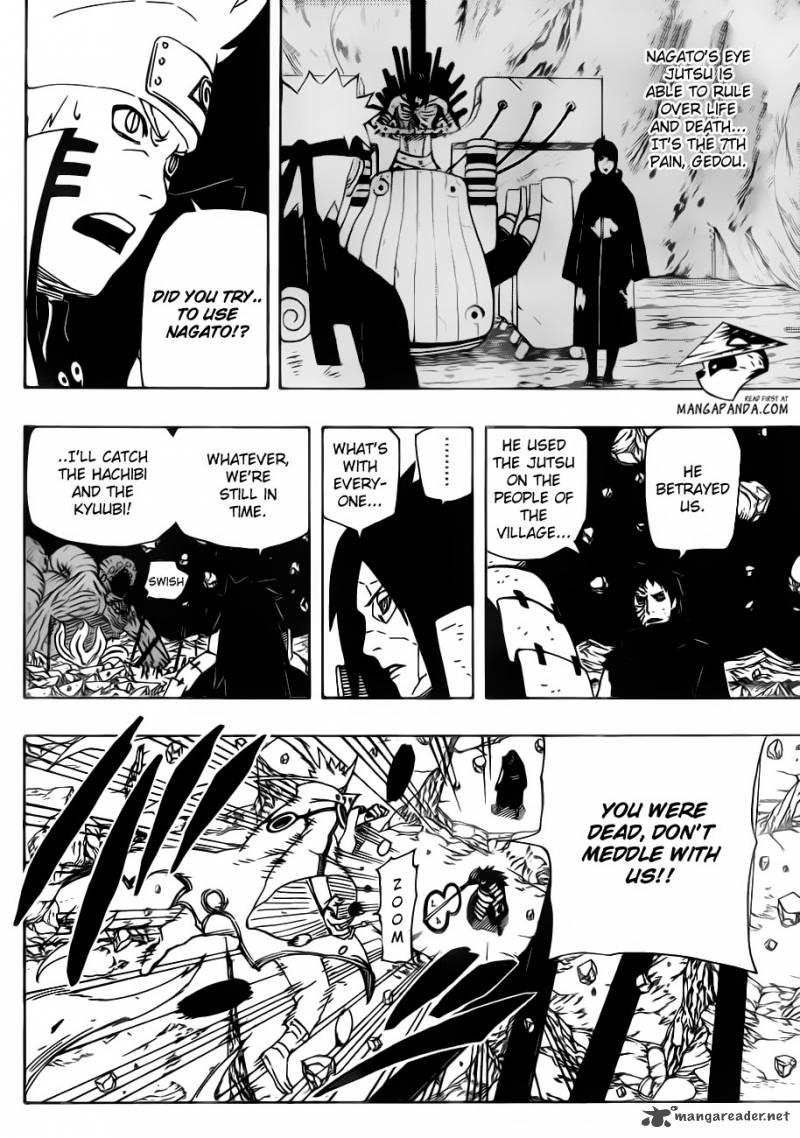 NAGATO'S EYE
JUTSU IS
ABLE TO RULE
OVER LIFE
AND DEATH...
IT'S THE 7TH
PAIN, GEDOU.
DID YOU TRY..
TO USE
NAGATO!?
READ FIRST AT
MANGAPANDA.COM
HE
BETRAYED
US.
HE USED
THE JUTSU
ON THE
PEOPLE OF
THE
VILLAGE...
.........
WHAT'S
WITH
EVERY-
ONE...
WHATEVER,
WE'RE
STILL IN
TIME.
..I'LL CATCH
THE HACHIBI
AND THE
KYUUBI!
SWISH
YOU WERE
DEAD, DON'T
MEDDLE WITH
US!!
ZOOM
mangareader.net